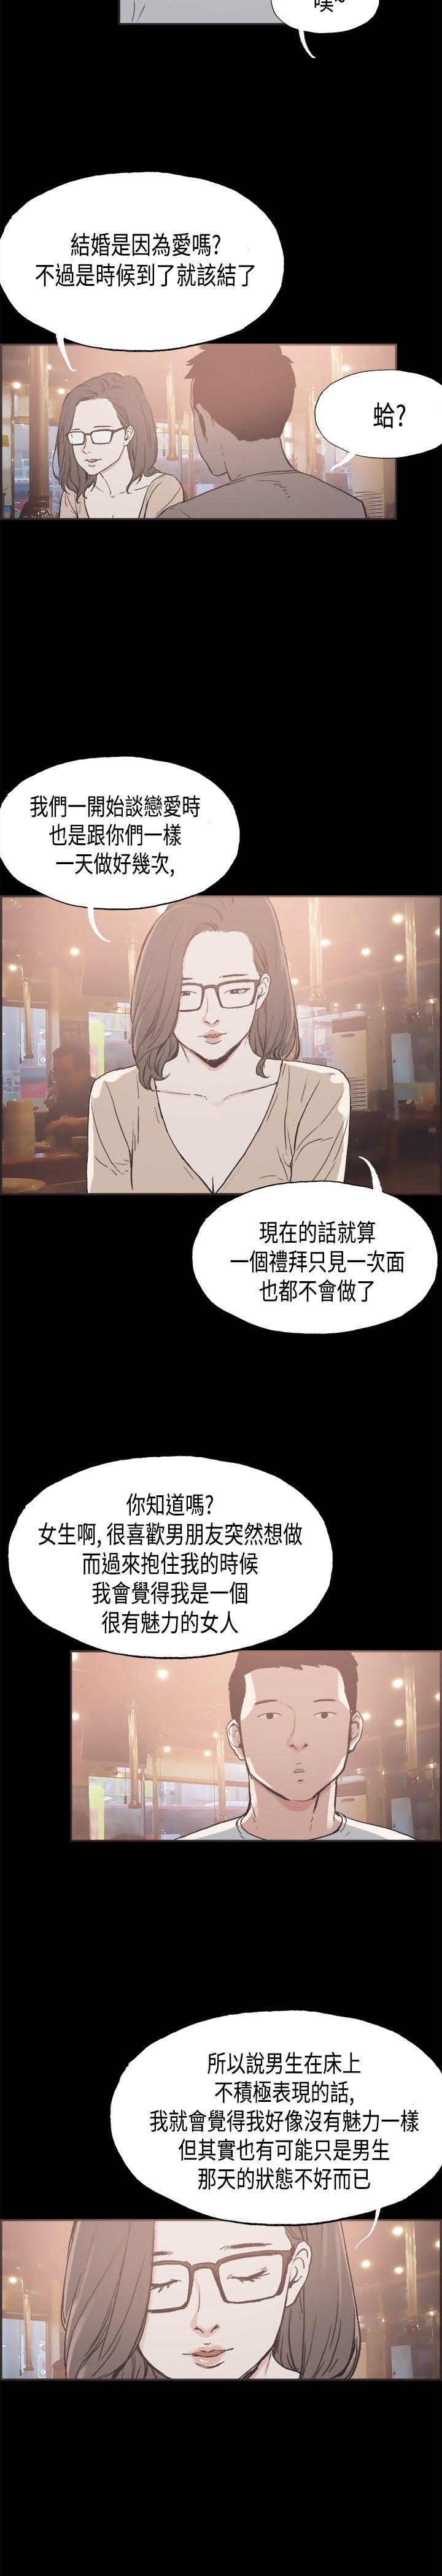 噗~
結婚是因為愛嗎?
不過是時候到了就該結了
蛤?
我們一開始談戀愛時
也是跟你們一樣
一天做好幾次,
現在的話就算
一個禮拜只見一次面
也都不會做了
你知道嗎?
女生啊, 很喜歡男朋友突然想做
而過來抱住我的時候
我會覺得我是一個
很有魅力的女人
所以說男生在床上
不積極表現的話,
我就會覺得我好像沒有魅力一樣
但其實也有可能只是男生
那天的狀態不好而已